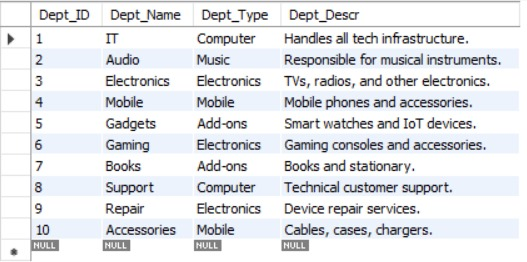 Dept_ID Dept_Name Dept_Type Dept_Descr
1 IT Computer Handles all tech infrastructure.
2 Audio Music Responsible for musical instruments.
3 Electronics Electronics TVs, radios, and other electronics.
4 Mobile Mobile Mobile phones and accessories.
5 Gadgets Add-ons Smart watches and IoT devices.
6 Gaming Electronics Gaming consoles and accessories.
7 Books Add-ons Books and stationary.
8 Support Computer Technical customer support.
9 Repair Electronics Device repair services.
10 Accessories Mobile Cables, cases, chargers.
NULL NULL NULL NULL